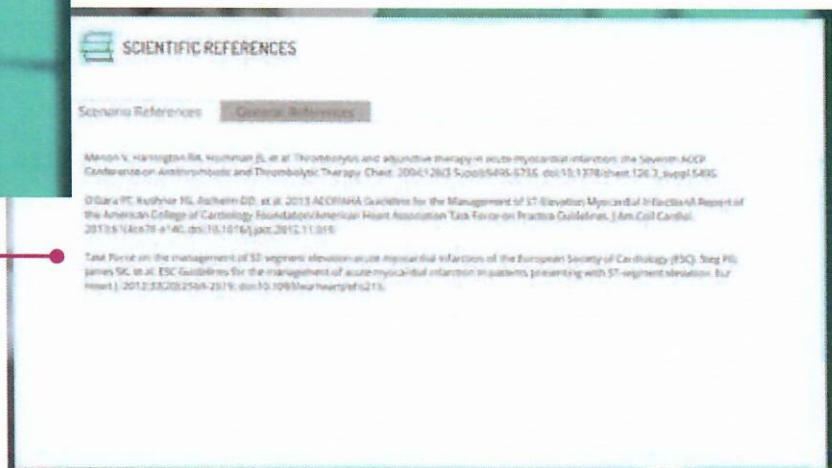 SCIENTIFIC REFERENCES
Scenario References General References
Menon V, Harrington RA, Hochman JS, et al. Thrombolysis and adjunctive therapy in acute myocardial infarction: the Seventh ACCP
Conference on Antithrombotic and Thrombolytic Therapy. Chest. 2004;126(3 Suppl):549S-575S. doi:10.1378/chest.126.3_suppl.549S.
O'Gara PT, Kushner FG, Ascheim DD, et al. 2013 ACCF/AHA Guideline for the Management of ST-Elevation Myocardial Infarction: A Report of
the American College of Cardiology Foundation/American Heart Association Task Force on Practice Guidelines. J Am Coll Cardiol.
2013;61(4):e78-e140. doi:10.1016/j.jacc.2012.11.019.
Task Force on the management of ST-segment elevation acute myocardial infarction of the European Society of Cardiology (ESC), Steg PG,
James SK, et al. ESC Guidelines for the management of acute myocardial infarction in patients presenting with ST-segment elevation. Eur
Heart J. 2012;33(20):2569-2619. doi:10.1093/eurheartj/ehs215.